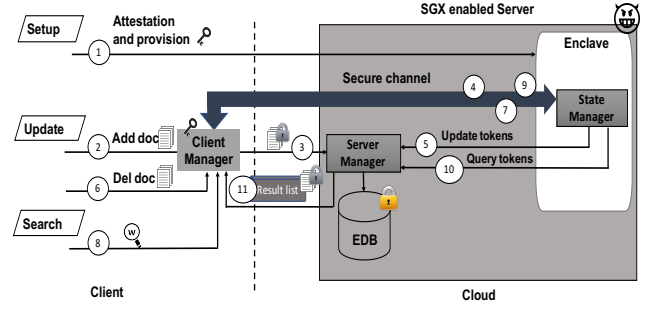 SGX enabled Server
Setup
Attestation
and provision
1
Enclave
Secure channel
4
9
7
State
Manager
Update
2
Add doc
Client
Manager
3
Server
Manager
5
Update tokens
10
Query tokens
6
Del doc
11
Result list
Search
8
w
EDB
Client
Cloud